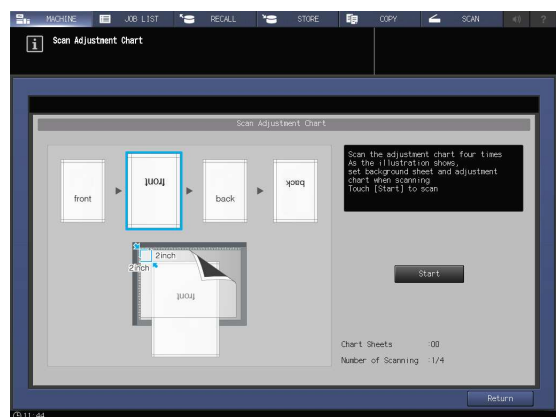 MACHINE JOB LIST RECALL STORE COPY SCAN ?
i Scan Adjustment Chart
Scan Adjustment Chart
front front back back
Scan the adjustment chart four times
As the illustration shows,
set background sheet and adjustment
chart when scanning
Touch [Start] to scan
2inch
2inch
front
Start
Chart Sheets :00
Number of Scanning :1/4
Return
11:44